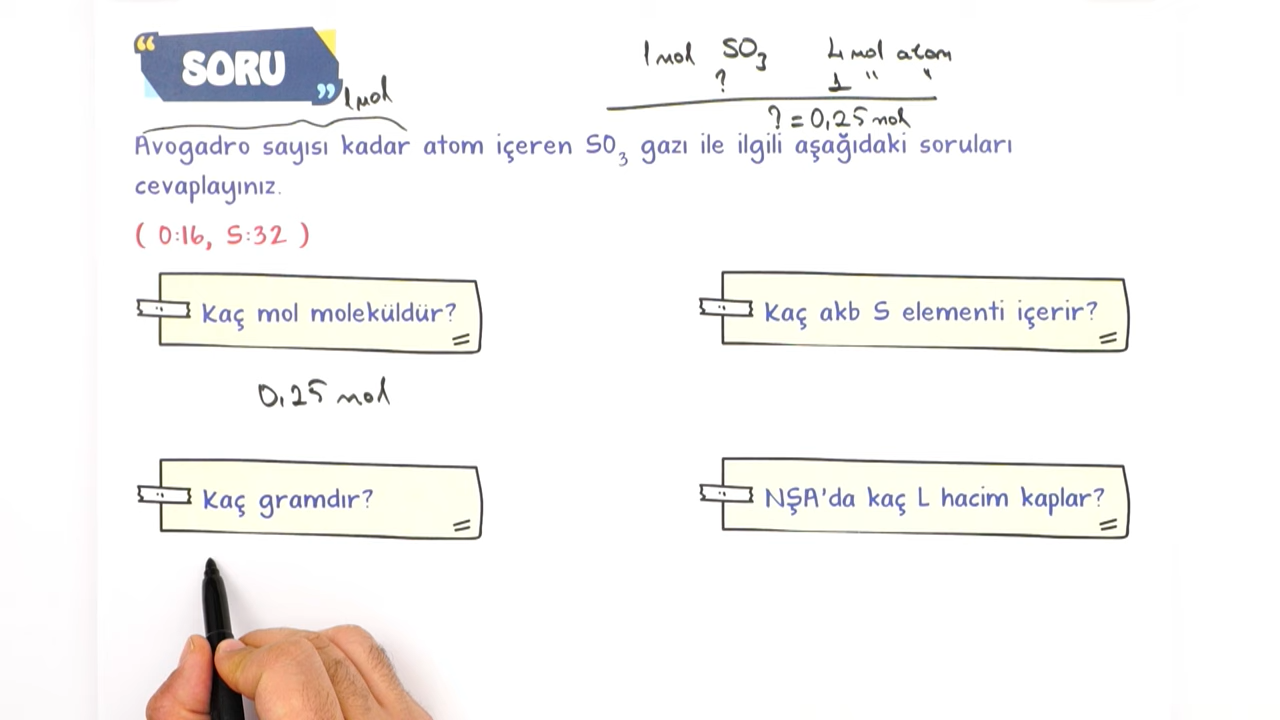 “ SORU ”
1 mol
1 mol SO₃ 4 mol atom
? 1 " "
? = 0,25 mol
Avogadro sayısı kadar atom içeren SO₃ gazı ile ilgili aşağıdaki soruları
cevaplayınız.
( O:16, S:32 )
Kaç mol moleküldür?
Kaç akb S elementi içerir?
0,25 mol
Kaç gramdır?
NŞA'da kaç L hacim kaplar?